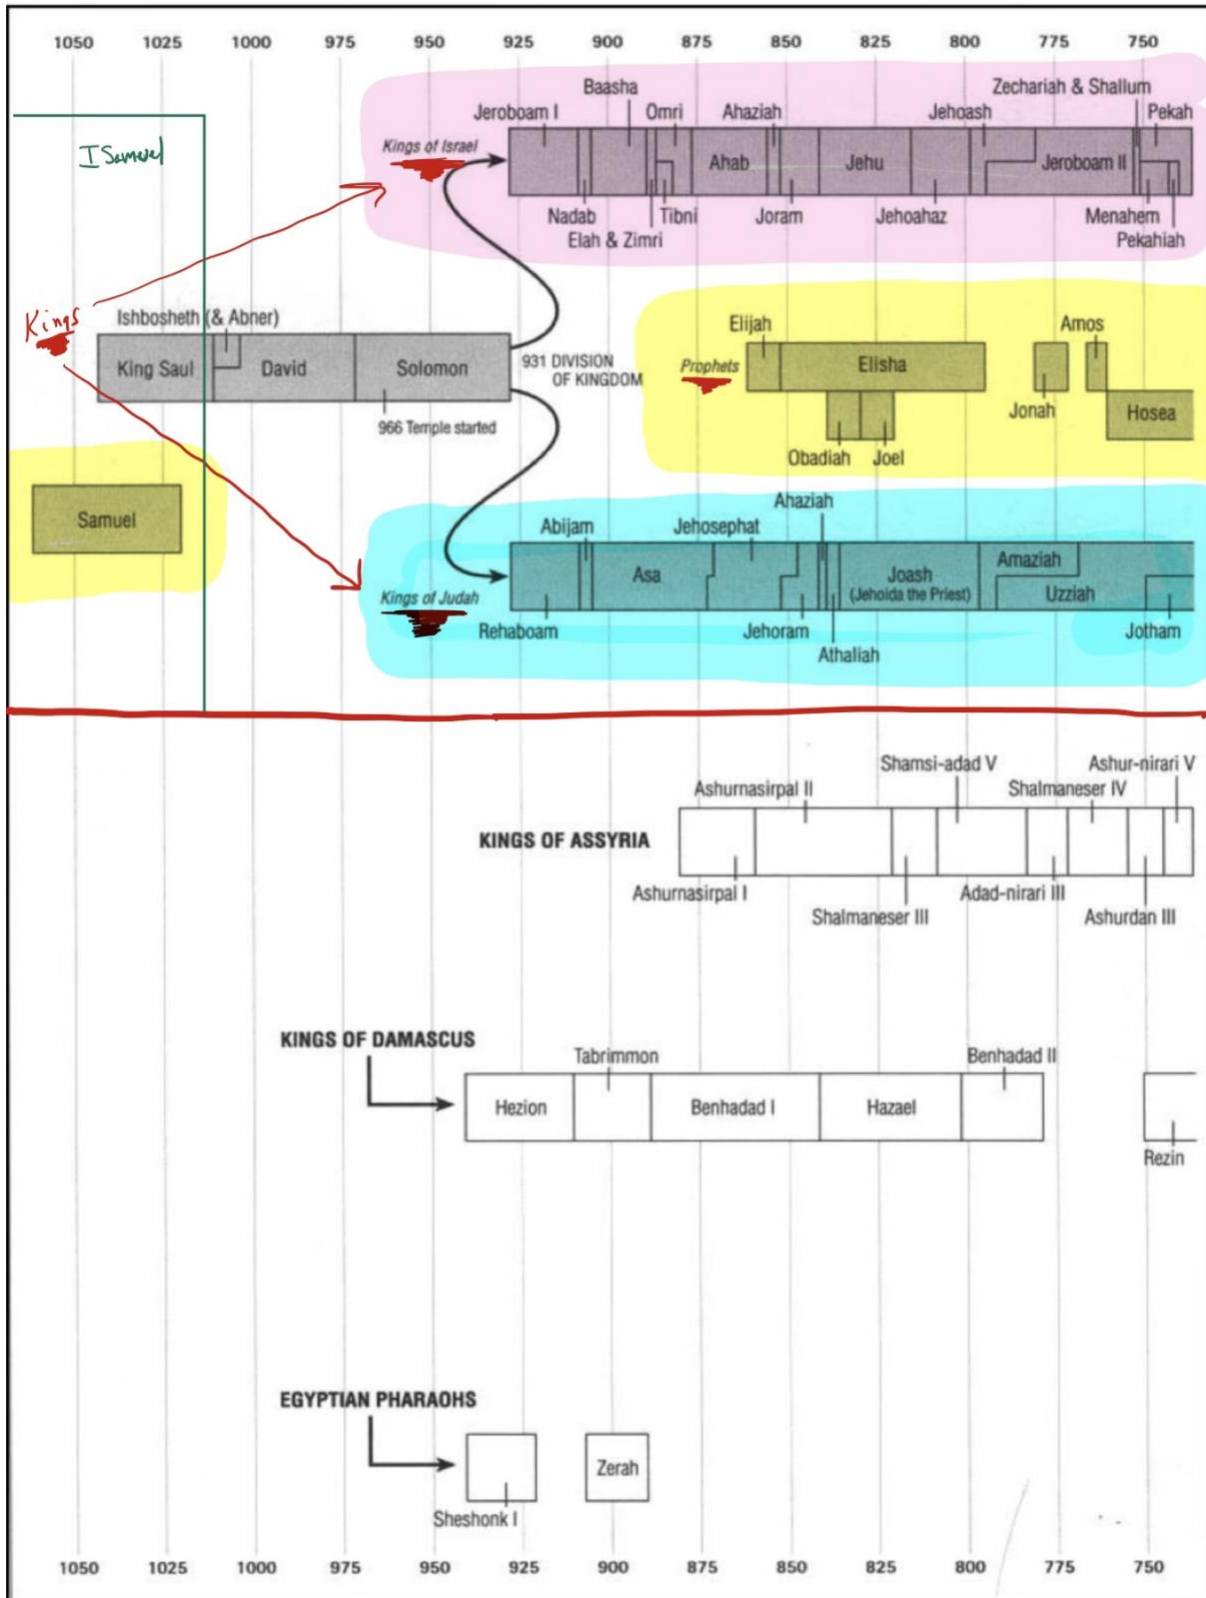 1050 1025 1000 975 950 925 900 875 850 825 800 775 750
Baasha Zechariah & Shallum
Jeroboam I Omri Ahaziah Jehoash Pekah
I Samuel
Kings of Israel
Ahab Jehu Jeroboam II
Nadab Tibni Joram Jehoahaz Menahem
Elah & Zimri Pekahiah
Kings
Ishbosheth (& Abner)
Elijah Amos
King Saul David Solomon
931 DIVISION
OF KINGDOM
Prophets
Elisha
Jonah Hosea
966 Temple started
Obadiah Joel
Samuel
Ahaziah
Abijam Jehosephat
Amaziah
Asa Joash
(Jehoida the Priest)
Uzziah
Kings of Judah
Rehaboam Jehoram Jotham
Athaliah
Shamsi-adad V Ashur-nirari V
Ashurnasirpal II Shalmaneser IV
KINGS OF ASSYRIA
Ashurnasirpal I Adad-nirari III
Shalmaneser III Ashurdan III
KINGS OF DAMASCUS
Tabrimmon Benhadad II
Hezion Benhadad I Hazael
Rezin
EGYPTIAN PHARAOHS
Zerah
Sheshonk I
1050 1025 1000 975 950 925 900 875 850 825 800 775 750